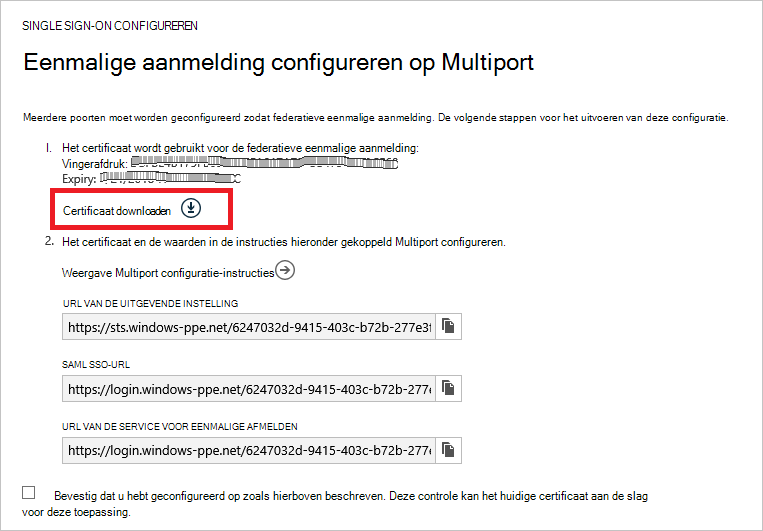 SINGLE SIGN-ON CONFIGUREREN
Eenmalige aanmelding configureren op Multiport
Meerdere poorten moet worden geconfigureerd zodat federatieve eenmalige aanmelding. De volgende stappen voor het uitvoeren van deze configuratie.
I. Het certificaat wordt gebruikt voor de federatieve eenmalige aanmelding:
Vingerafdruk:
Expiry:
Certificaat downloaden
2. Het certificaat en de waarden in de instructies hieronder gekoppeld Multiport configureren.
Weergave Multiport configuratie-instructies
URL VAN DE UITGEVENDE INSTELLING
https://sts.windows-ppe.net/6247032d-9415-403c-b72b-277e3f
SAML SSO-URL
https://login.windows-ppe.net/6247032d-9415-403c-b72b-277e
URL VAN DE SERVICE VOOR EENMALIGE AFMELDEN
https://login.windows-ppe.net/6247032d-9415-403c-b72b-277e
Bevestig dat u hebt geconfigureerd op zoals hierboven beschreven. Deze controle kan het huidige certificaat aan de slag
voor deze toepassing.